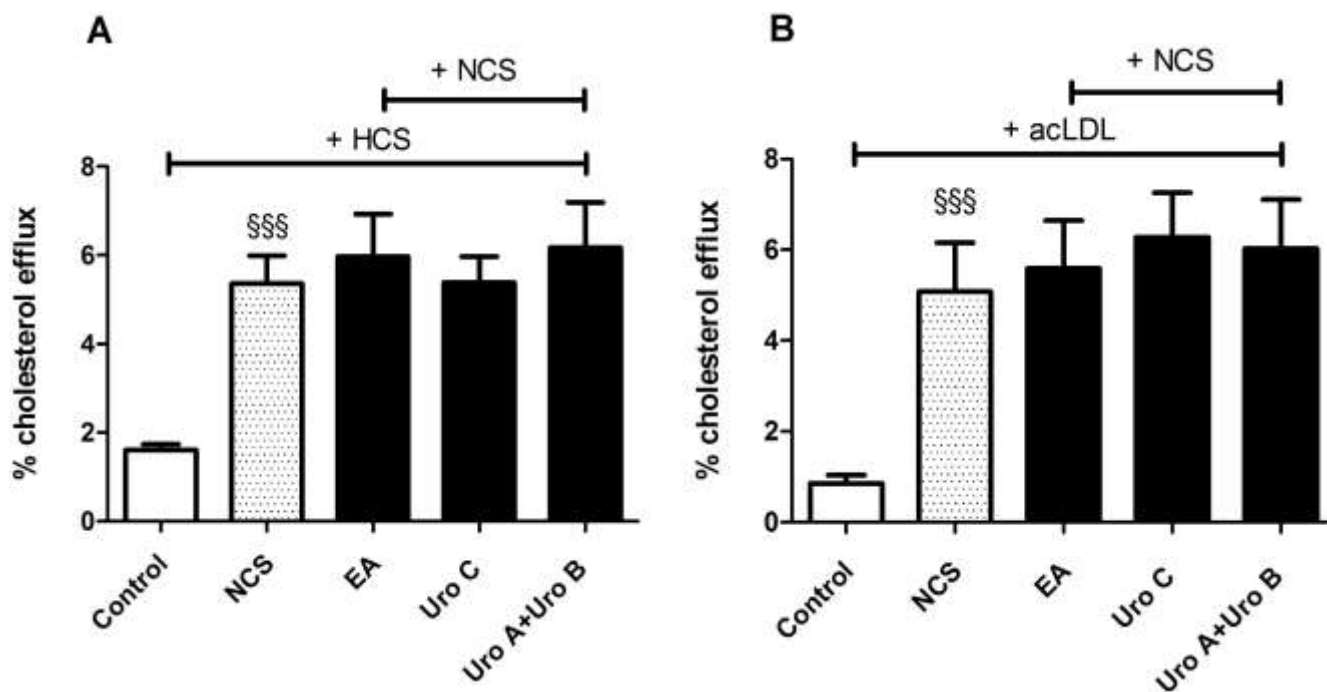 A
+ NCS
+ HCS
% cholesterol efflux
8
6
4
2
0
§§§
Control
NCS
EA
Uro C
Uro A+Uro B
B
+ NCS
+ acLDL
% cholesterol efflux
8
6
4
2
0
§§§
Control
NCS
EA
Uro C
Uro A+Uro B